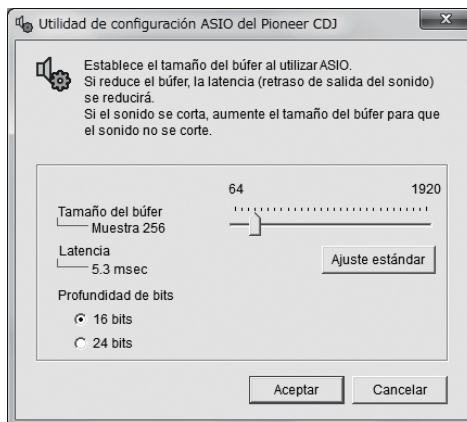 Utilidad de configuración ASIO del Pioneer CDJ
Establece el tamaño del búfer al utilizar ASIO.
Si reduce el búfer, la latencia (retraso de salida del sonido)
se reducirá.
Si el sonido se corta, aumente el tamaño del búfer para que
el sonido no se corte.
64 1920
Tamaño del búfer
Muestra 256
Latencia
5.3 msec
Ajuste estándar
Profundidad de bits
16 bits
24 bits
Aceptar Cancelar